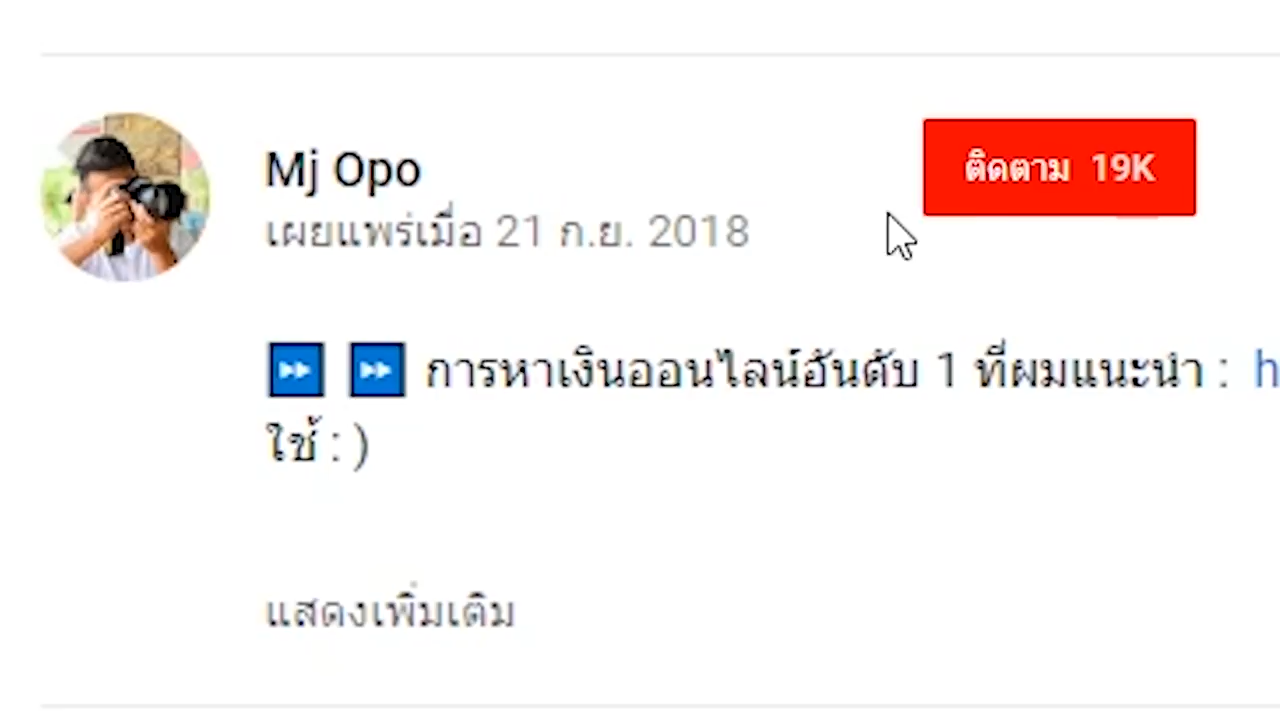 Mj Opo
ติดตาม 19K
เผยแพร่เมื่อ 21 ก.ย. 2018
⏩ ⏩ การหาเงินออนไลน์อันดับ 1 ที่ผมแนะนำ : h
ใช้ : )
แสดงเพิ่มเติม